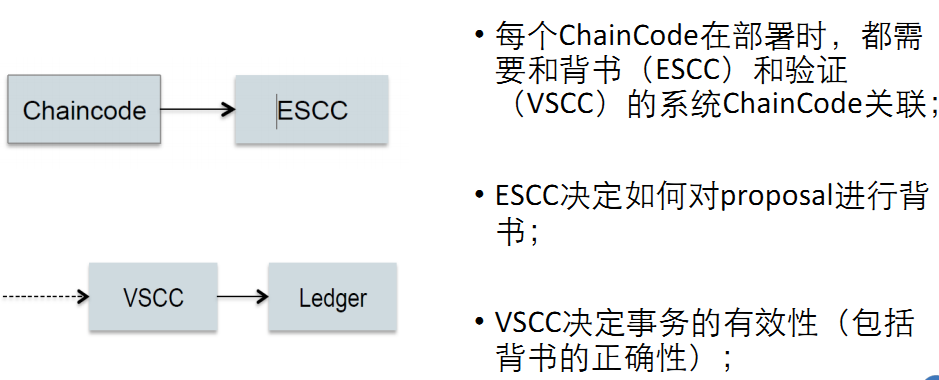 Chaincode
ESCC
VSCC
Ledger
• 每个ChainCode在部署时，都需
要和背书（ESCC）和验证
（VSCC）的系统ChainCode关联；
• ESCC决定如何对proposal进行背
书；
• VSCC决定事务的有效性（包括
背书的正确性）；